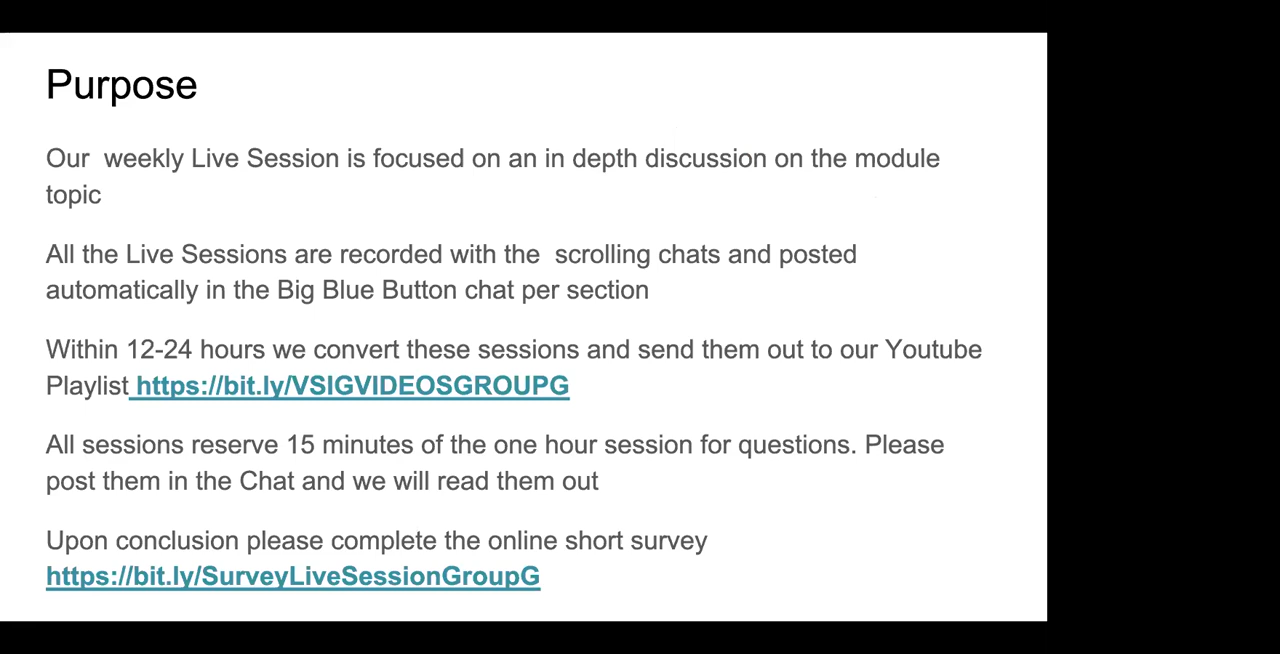 Purpose
Our  weekly Live Session is focused on an in depth discussion on the module
topic
All the Live Sessions are recorded with the  scrolling chats and posted
automatically in the Big Blue Button chat per section
Within 12-24 hours we convert these sessions and send them out to our Youtube
Playlist https://bit.ly/VSIGVIDEOSGROUPG
All sessions reserve 15 minutes of the one hour session for questions. Please
post them in the Chat and we will read them out
Upon conclusion please complete the online short survey
https://bit.ly/SurveyLiveSessionGroupG